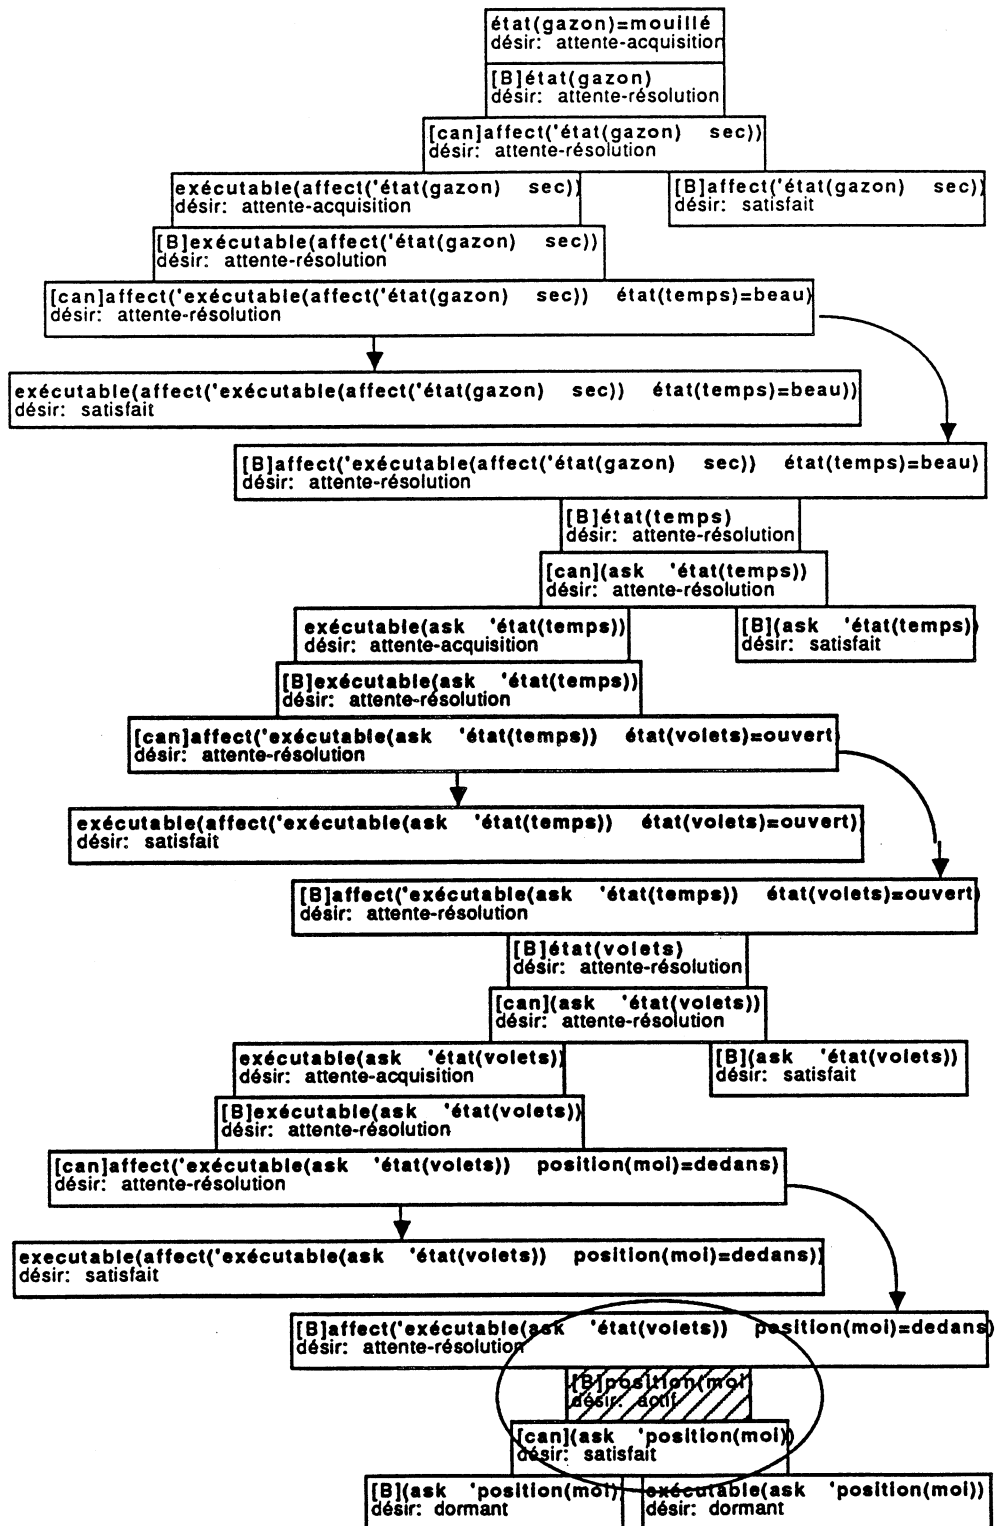 état(gazon)=mouillé
désir: attente-acquisition
[B]état(gazon)
désir: attente-résolution
[can]affect('état(gazon) sec))
désir: attente-résolution
exécutable(affect('état(gazon) sec))
désir: attente-acquisition
[B]affect('état(gazon) sec))
désir: satisfait
[B]exécutable(affect('état(gazon) sec))
désir: attente-résolution
[can]affect('exécutable(affect('état(gazon) sec)) état(temps)=beau)
désir: attente-résolution
exécutable(affect('exécutable(affect('état(gazon) sec)) état(temps)=beau))
désir: satisfait
[B]affect('exécutable(affect('état(gazon) sec)) état(temps)=beau)
désir: attente-résolution
[B]état(temps)
désir: attente-résolution
[can](ask 'état(temps))
désir: attente-résolution
exécutable(ask 'état(temps))
désir: attente-acquisition
[B](ask 'état(temps))
désir: satisfait
[B]exécutable(ask 'état(temps))
désir: attente-résolution
[can]affect('exécutable(ask 'état(temps)) état(volets)=ouvert)
désir: attente-résolution
exécutable(affect('exécutable(ask 'état(temps)) état(volets)=ouvert)
désir: satisfait
[B]affect('exécutable(ask 'état(temps)) état(volets)=ouvert)
désir: attente-résolution
[B]état(volets)
désir: attente-résolution
[can](ask 'état(volets))
désir: attente-résolution
exécutable(ask 'état(volets))
désir: attente-acquisition
[B](ask 'état(volets))
désir: satisfait
[B]exécutable(ask 'état(volets))
désir: attente-résolution
[can]affect('exécutable(ask 'état(volets)) position(moi)=dedans)
désir: attente-résolution
executable(affect('exécutable(ask 'état(volets)) position(moi)=dedans))
désir: satisfait
[B]affect('exécutable(ask 'état(volets)) position(moi)=dedans)
désir: attente-résolution
[B]position(moi)
désir: actif
[can](ask 'position(moi))
désir: satisfait
[B](ask 'position(moi)
désir: dormant
exécutable(ask 'position(moi))
désir: dormant